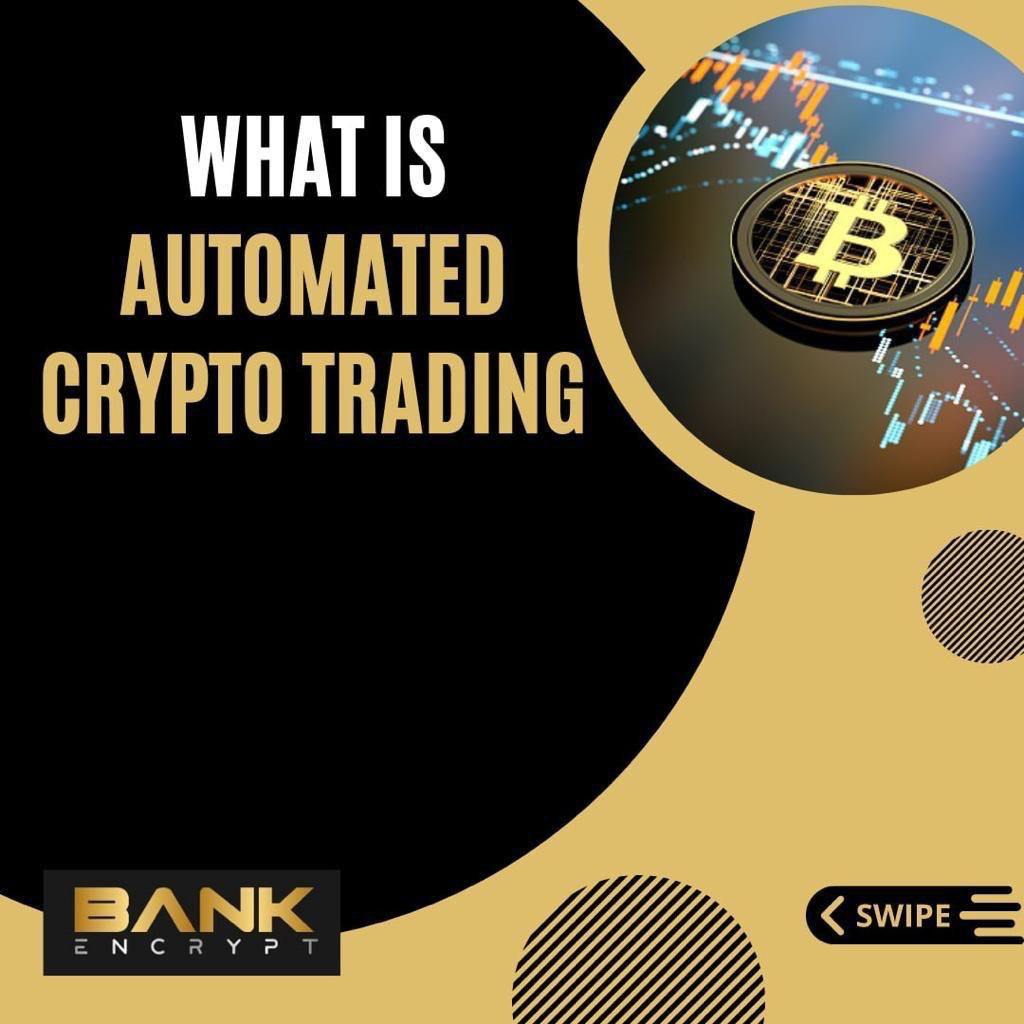 WHAT IS
AUTOMATED
CRYPTO TRADING
BANK
ENCRYPT
SWIPE